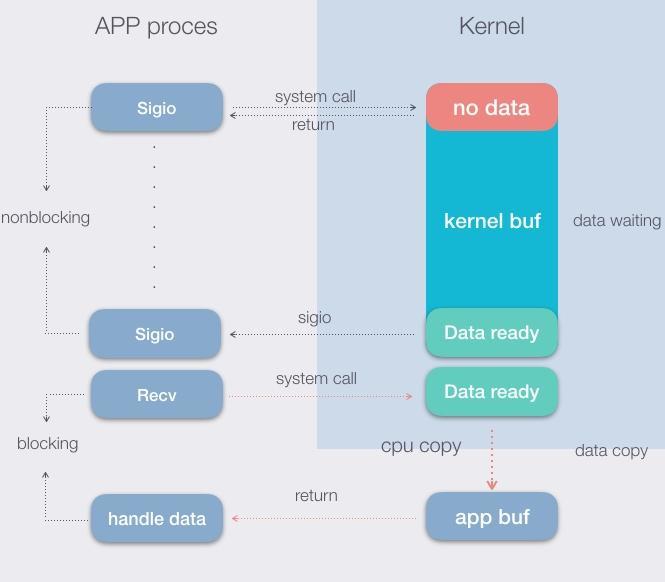 APP proces
Kernel
Sigio
system call
return
no data
nonblocking
kernel buf
data waiting
Sigio
sigio
Data ready
Recv
system call
Data ready
blocking
cpu copy
data copy
handle data
return
app buf